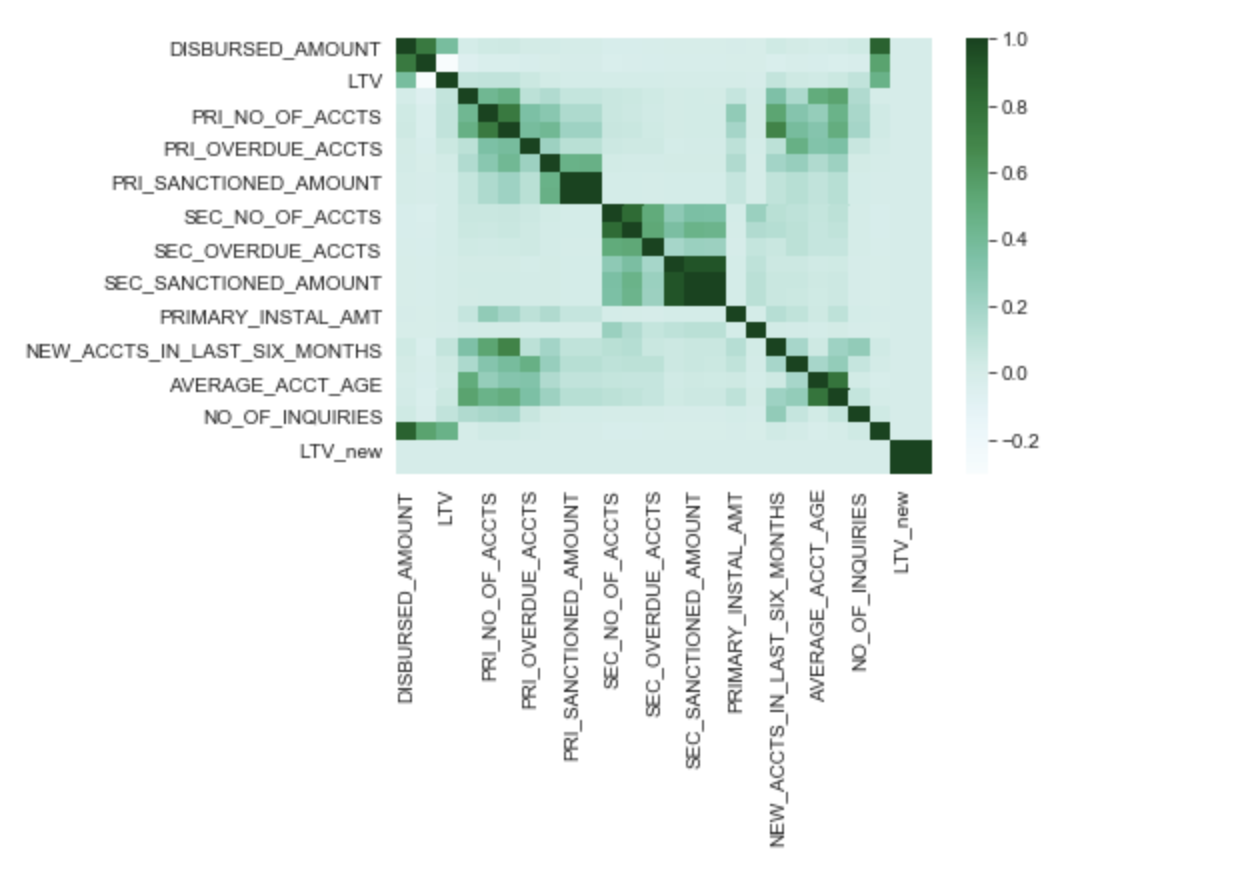 DISBURSED_AMOUNT
LTV
PRI_NO_OF_ACCTS
PRI_OVERDUE_ACCTS
PRI_SANCTIONED_AMOUNT
SEC_NO_OF_ACCTS
SEC_OVERDUE_ACCTS
SEC_SANCTIONED_AMOUNT
PRIMARY_INSTAL_AMT
NEW_ACCTS_IN_LAST_SIX_MONTHS
AVERAGE_ACCT_AGE
NO_OF_INQUIRIES
LTV_new
1.0
0.8
0.6
0.4
0.2
0.0
−0.2
DISBURSED_AMOUNT
LTV
PRI_NO_OF_ACCTS
PRI_OVERDUE_ACCTS
PRI_SANCTIONED_AMOUNT
SEC_NO_OF_ACCTS
SEC_OVERDUE_ACCTS
SEC_SANCTIONED_AMOUNT
PRIMARY_INSTAL_AMT
NEW_ACCTS_IN_LAST_SIX_MONTHS
AVERAGE_ACCT_AGE
NO_OF_INQUIRIES
LTV_new